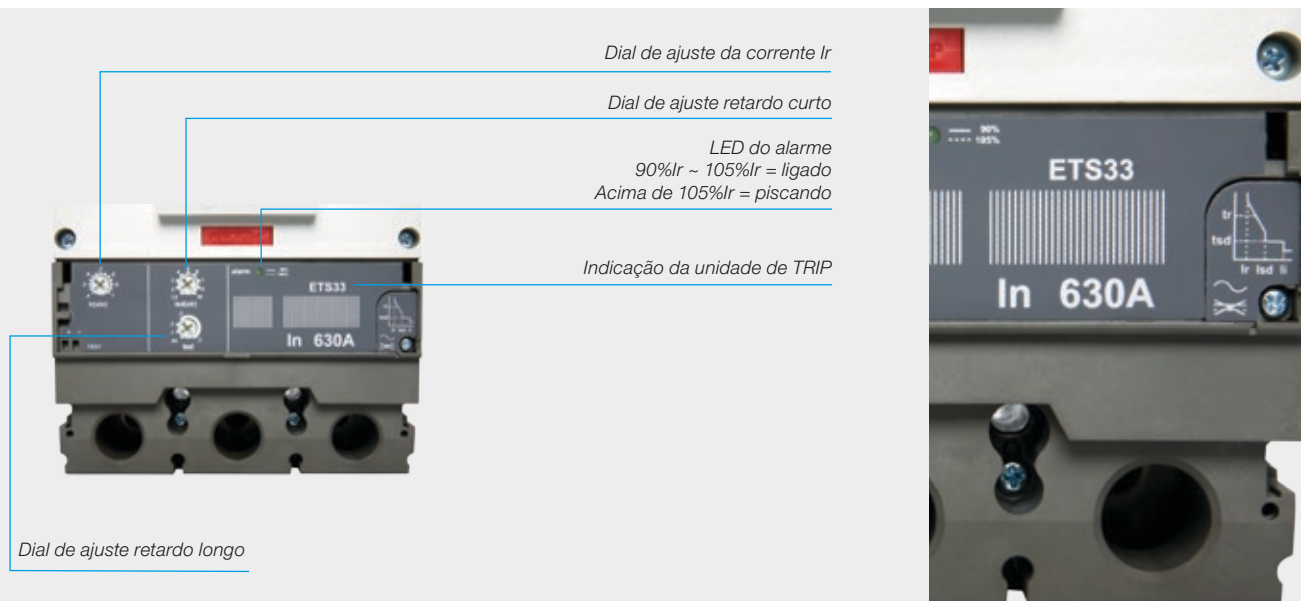 Dial de ajuste da corrente Ir
Dial de ajuste retardo curto
LED do alarme
90%Ir ~ 105%Ir = ligado
Acima de 105%Ir = piscando
Indicação da unidade de TRIP
Dial de ajuste retardo longo
alarm
ETS33
In 630A
TEST
90%
105%
ETS33
In 630A
tr
tsd
Ir Isd Ii